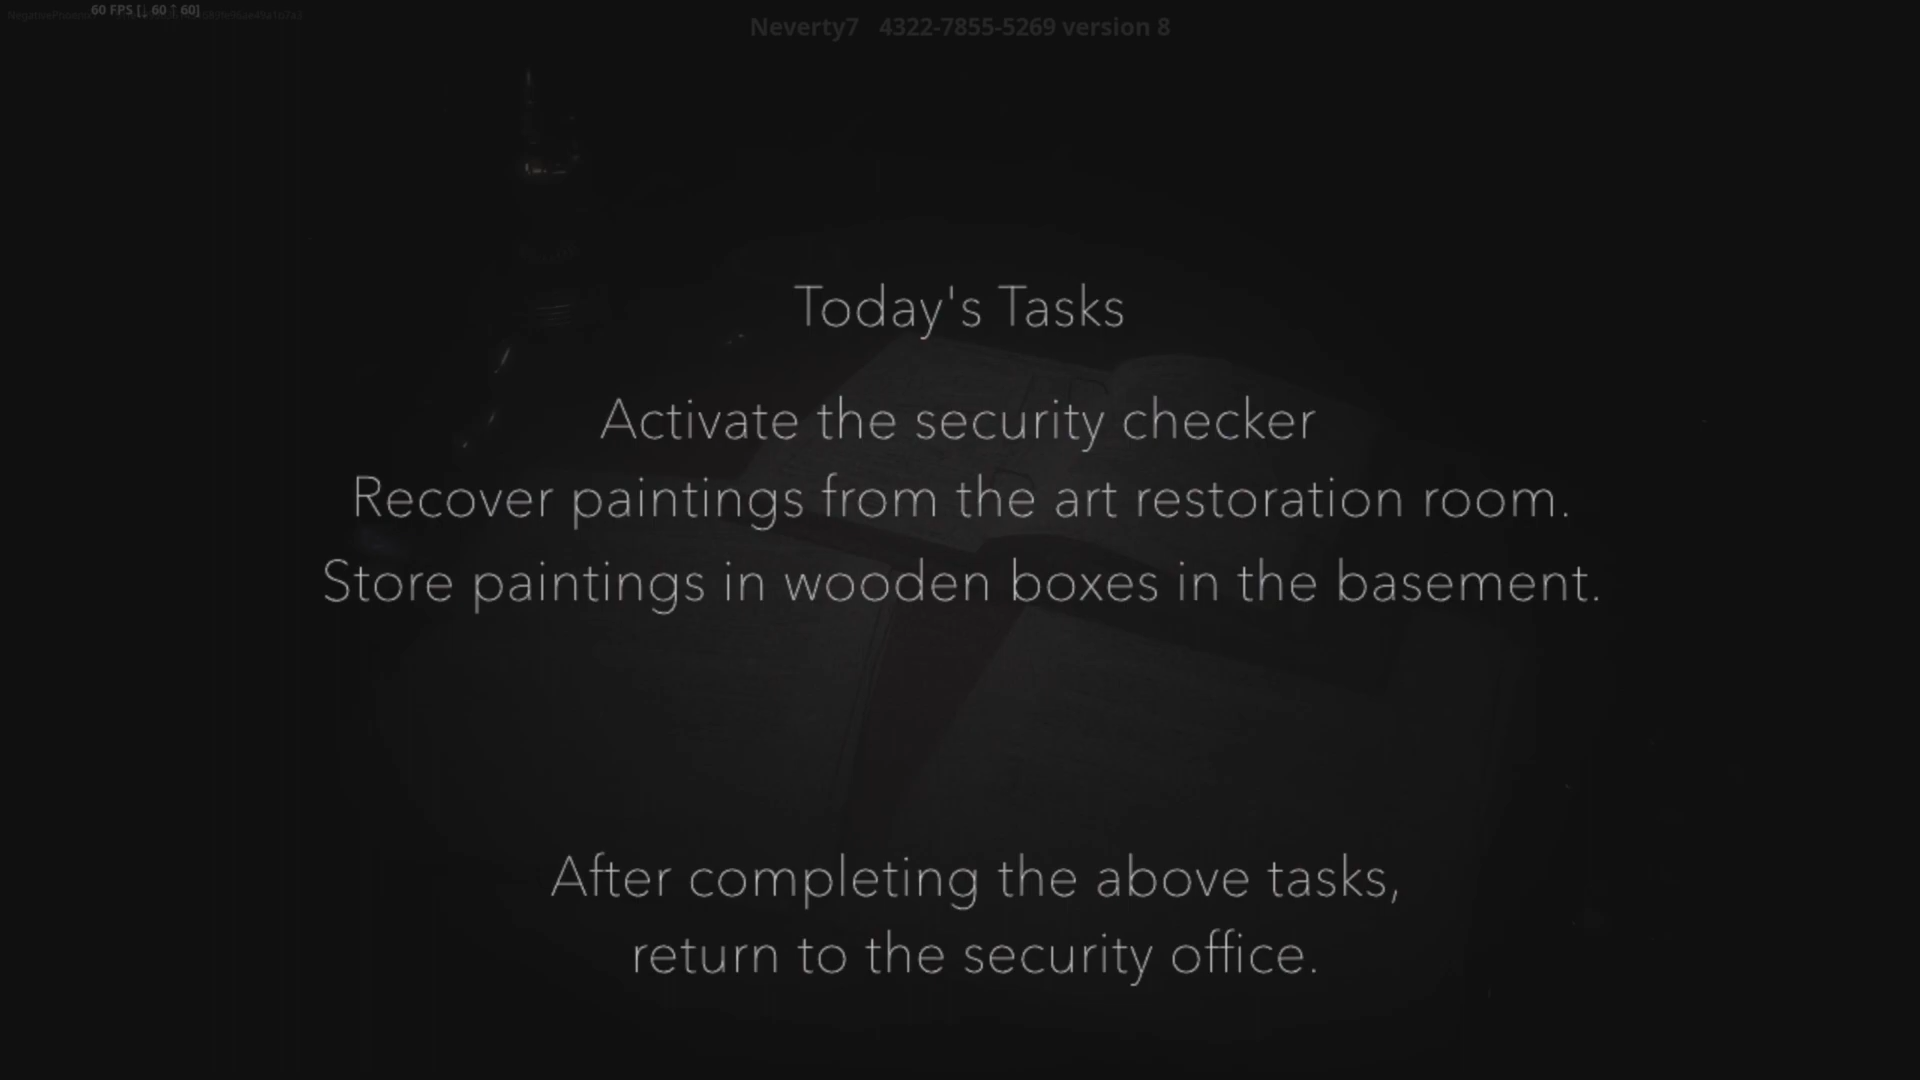 60 FPS [↓ 60 ↑ 60]
Neverty7 4322-7855-5269 version 8
Today's Tasks
Activate the security checker
Recover paintings from the art restoration room.
Store paintings in wooden boxes in the basement.
After completing the above tasks,
return to the security office.